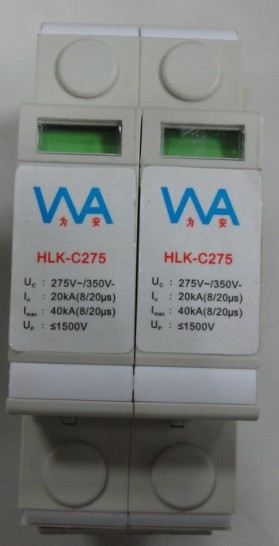 WA WA
为 安 为 安
HLK-C275 HLK-C275
Uc : 275V~/350V- Uc : 275V~/350V-
In : 20kA(8/20μs) In : 20kA(8/20μs)
Imax : 40kA(8/20μs) Imax : 40kA(8/20μs)
UP : ≤1500V UP : ≤1500V